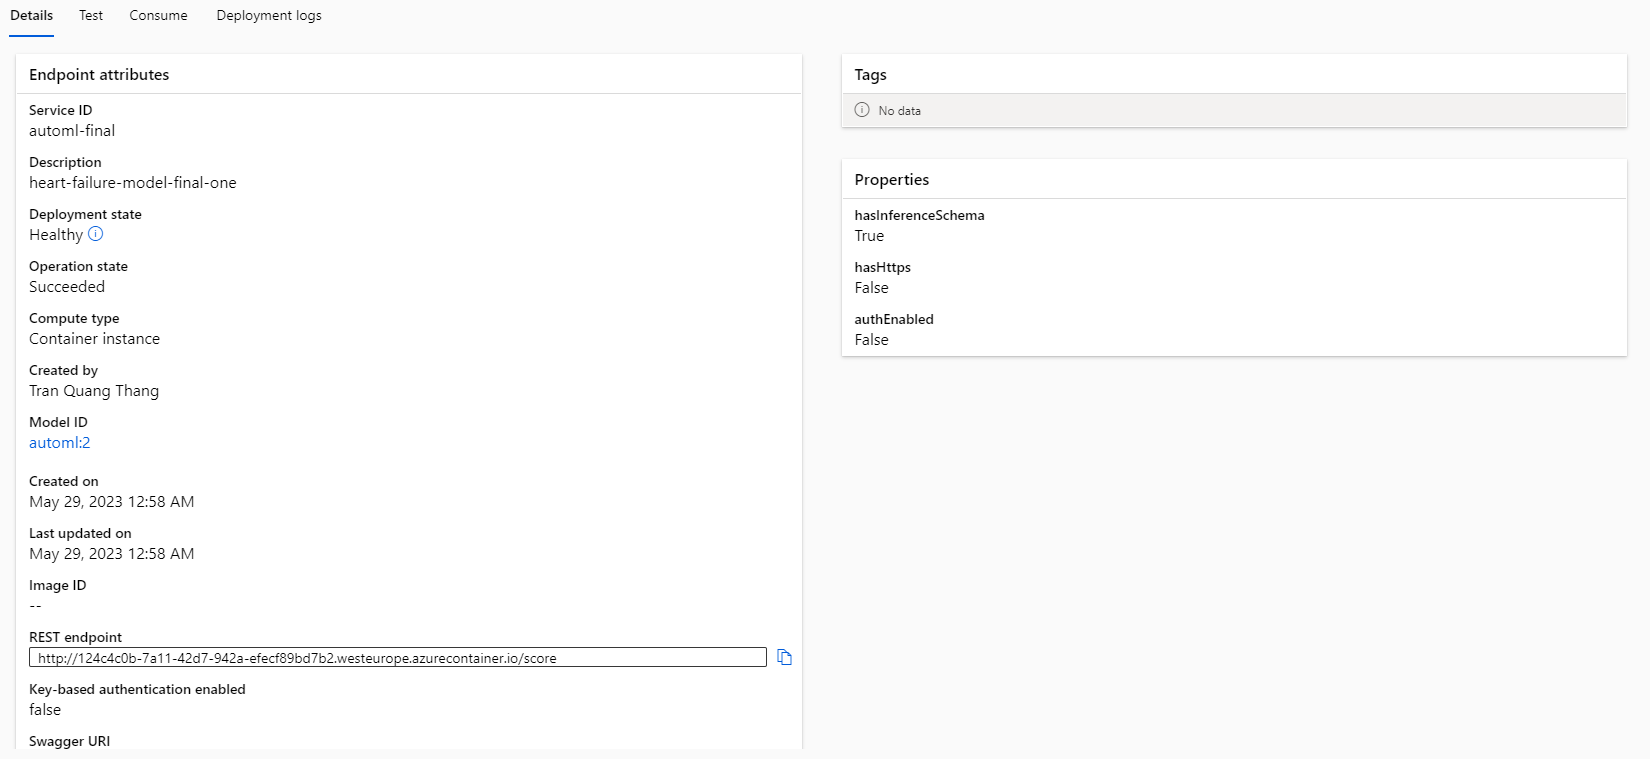 Details Test Consume Deployment logs
Endpoint attributes
Service ID
automl-final
Description
heart-failure-model-final-one
Deployment state
Healthy
Operation state
Succeeded
Compute type
Container instance
Created by
Tran Quang Thang
Model ID
automl:2
Created on
May 29, 2023 12:58 AM
Last updated on
May 29, 2023 12:58 AM
Image ID
--
REST endpoint
http://124c4c0b-7a11-42d7-942a-efecf89bd7b2.westeurope.azurecontainer.io/score
Key-based authentication enabled
false
Swagger URI
Tags
No data
Properties
hasInferenceSchema
True
hasHttps
False
authEnabled
False